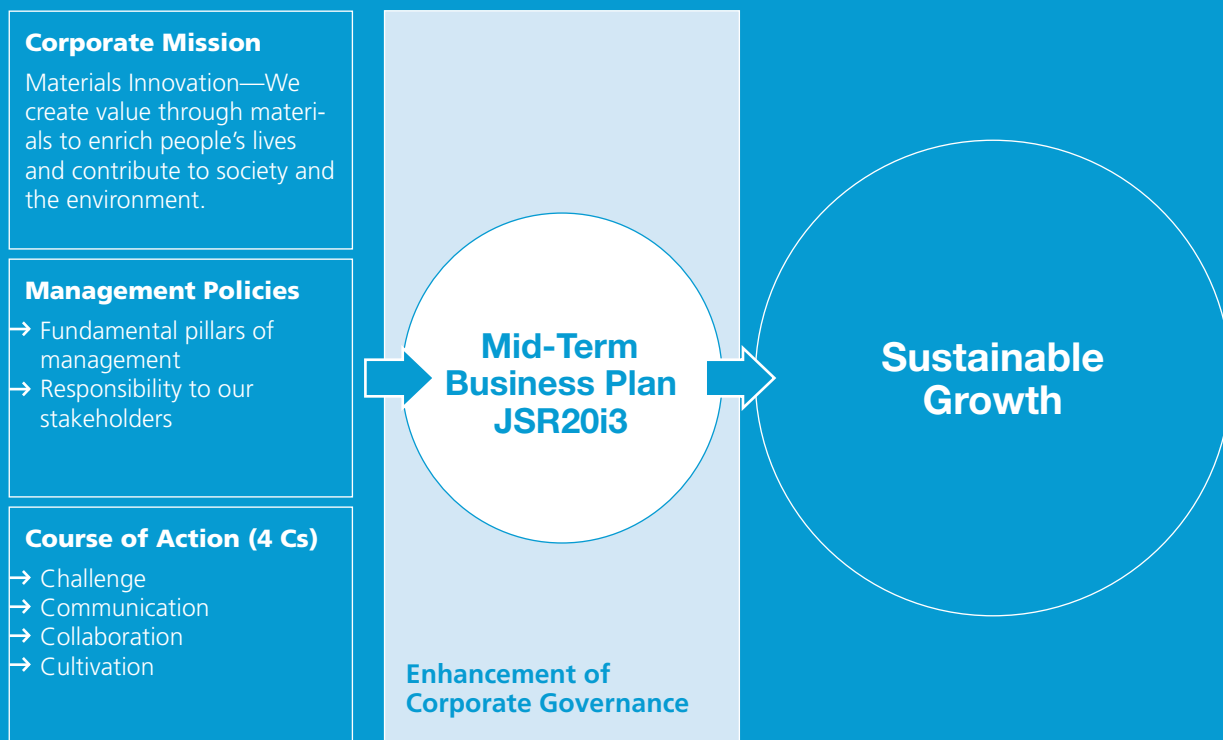 Corporate Mission
Materials Innovation—We
create value through materi-
als to enrich people's lives
and contribute to society and
the environment.
Management Policies
→ Fundamental pillars of
management
→ Responsibility to our
stakeholders
Course of Action (4 Cs)
→ Challenge
→ Communication
→ Collaboration
→ Cultivation
Mid-Term
Business Plan
JSR20i3
Enhancement of
Corporate Governance
Sustainable
Growth